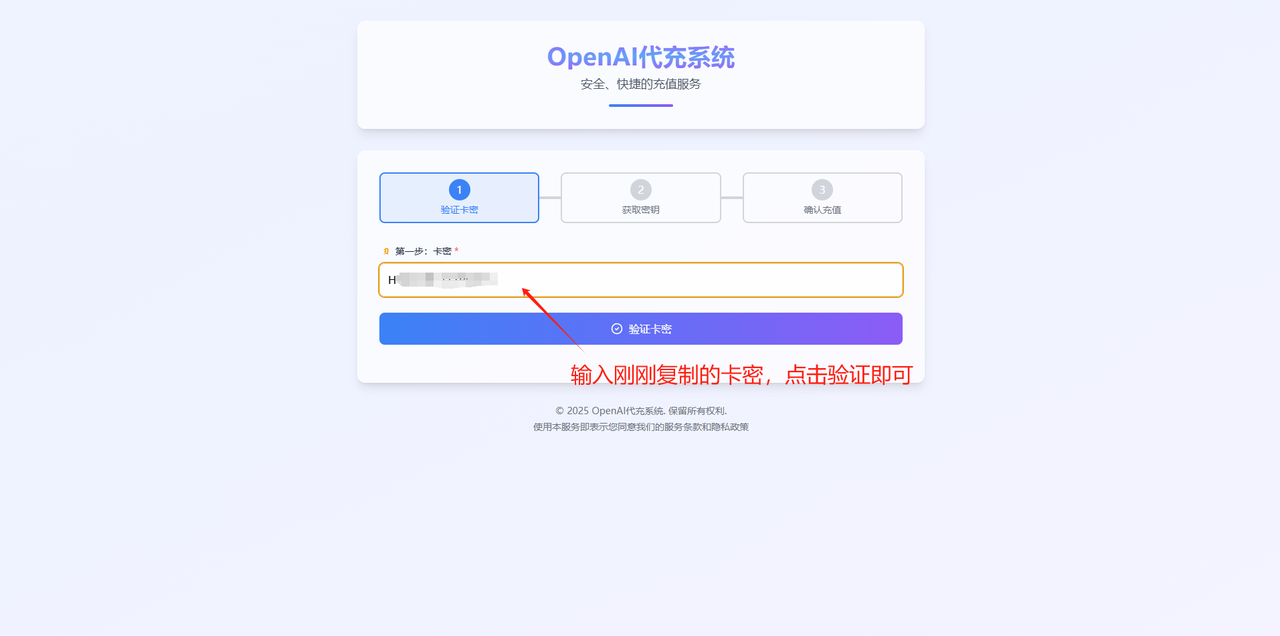 OpenAI代充系统
安全、快捷的充值服务
1
验证卡密
2
获取密钥
3
确认充值
第一步：卡密 *
H
验证卡密
输入刚刚复制的卡密，点击验证即可
© 2025 OpenAI代充系统. 保留所有权利.
使用本服务即表示您同意我们的服务条款和隐私政策